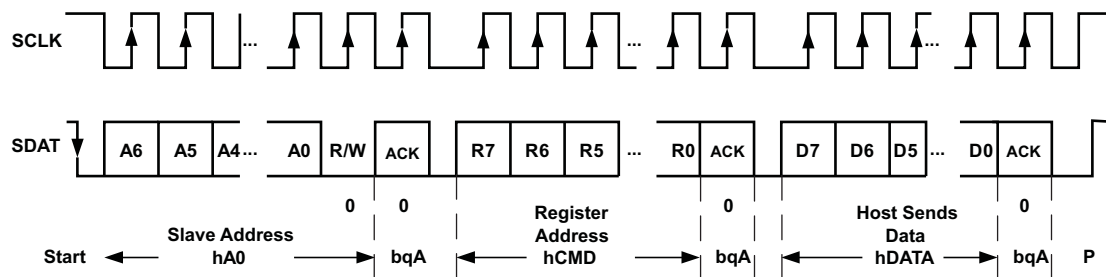 SCLK ... ... ...
SDAT A6 A5 A4 ... A0 R/W ACK R7 R6 R5 ... R0 ACK D7 D6 D5 ... D0 ACK
0 0 0 0
Slave Address
Register
Address
Host Sends
Data
Start hA0 bqA hCMD bqA hDATA bqA P